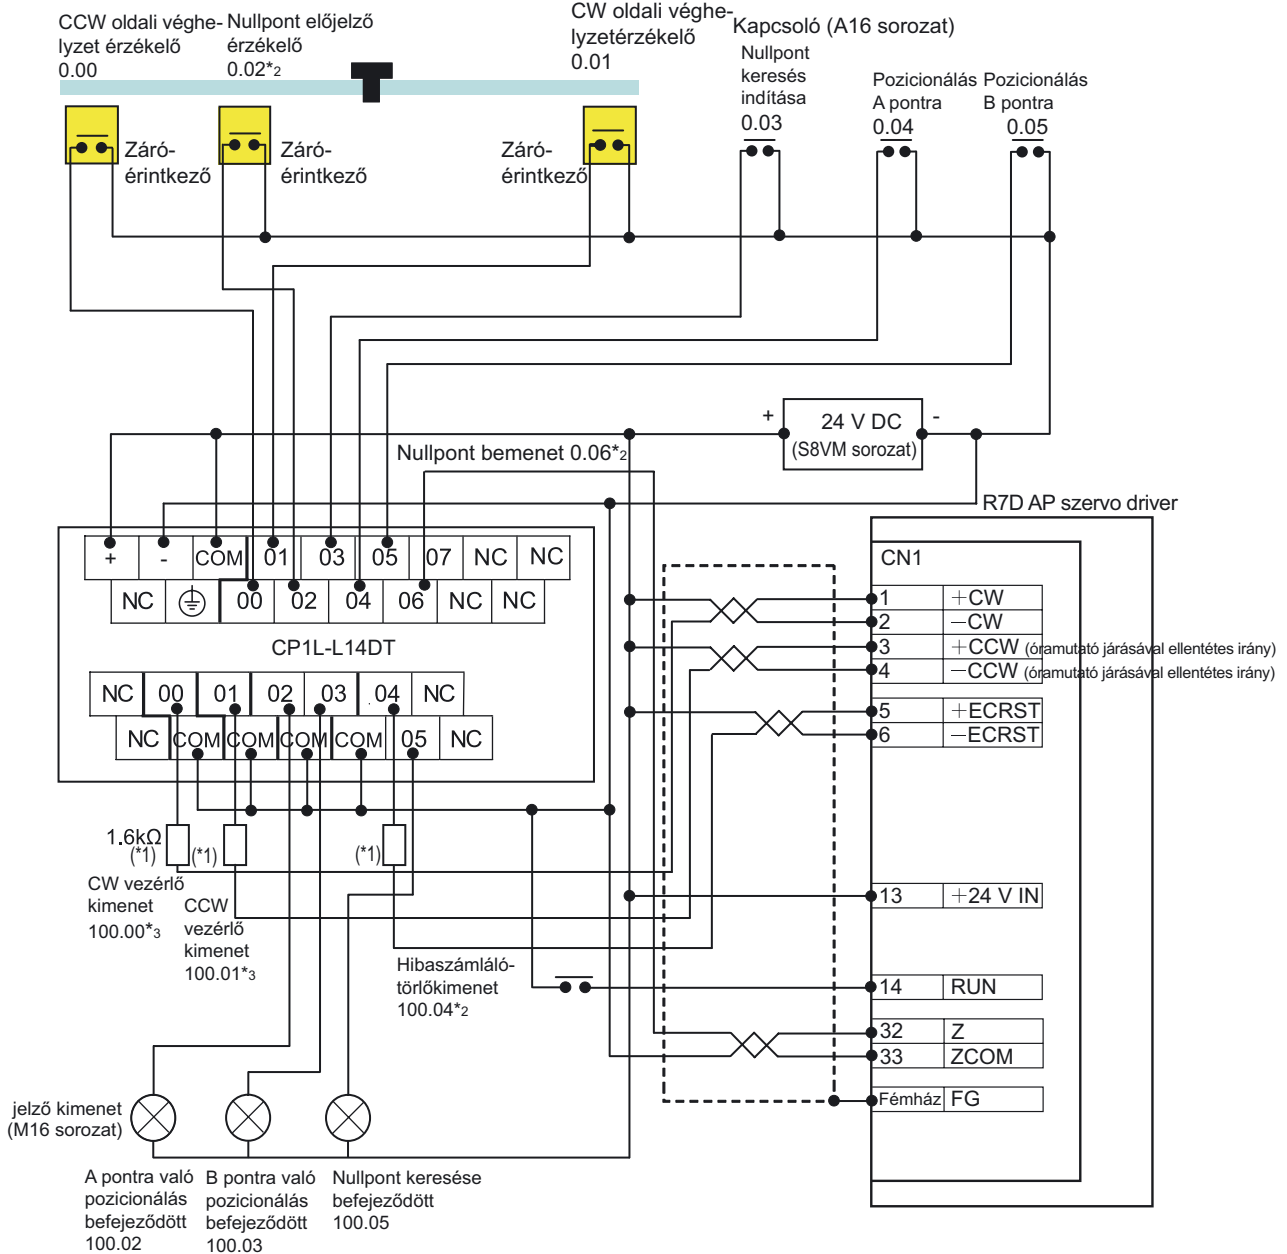 CCW oldali véghe-
lyzet érzékelő
0.00
Nullpont előjelző
érzékelő
0.02*2
CW oldali véghe-
lyzetérzékelő
0.01
Kapcsoló (A16 sorozat)
Nullpont
keresés
indítása
0.03
Pozicionálás
A pontra
0.04
Pozicionálás
B pontra
0.05
Záró-
érintkező
Záró-
érintkező
Záró-
érintkező
+
24 V DC
(S8VM sorozat)
-
Nullpont bemenet 0.06*2
R7D AP szervo driver
+ - COM 01 03 05 07 NC NC
NC 00 02 04 06 NC NC
CP1L-L14DT
NC 00 01 02 03 04 NC
NC COM COM COM COM 05 NC
CN1
1 +CW
2 −CW
3 +CCW (óramutató járásával ellentétes irány)
4 −CCW (óramutató járásával ellentétes irány)
5 +ECRST
6 −ECRST
13 +24 V IN
14 RUN
32 Z
33 ZCOM
Fémház FG
1.6kΩ
(*1)
(*1)
(*1)
CW vezérlő
kimenet
100.00*3
CCW
vezérlő
kimenet
100.01*3
Hibaszámláló-
törlőkimenet
100.04*2
jelző kimenet
(M16 sorozat)
A pontra való
pozicionálás
befejeződött
100.02
B pontra való
pozicionálás
befejeződött
100.03
Nullpont keresése
befejeződött
100.05